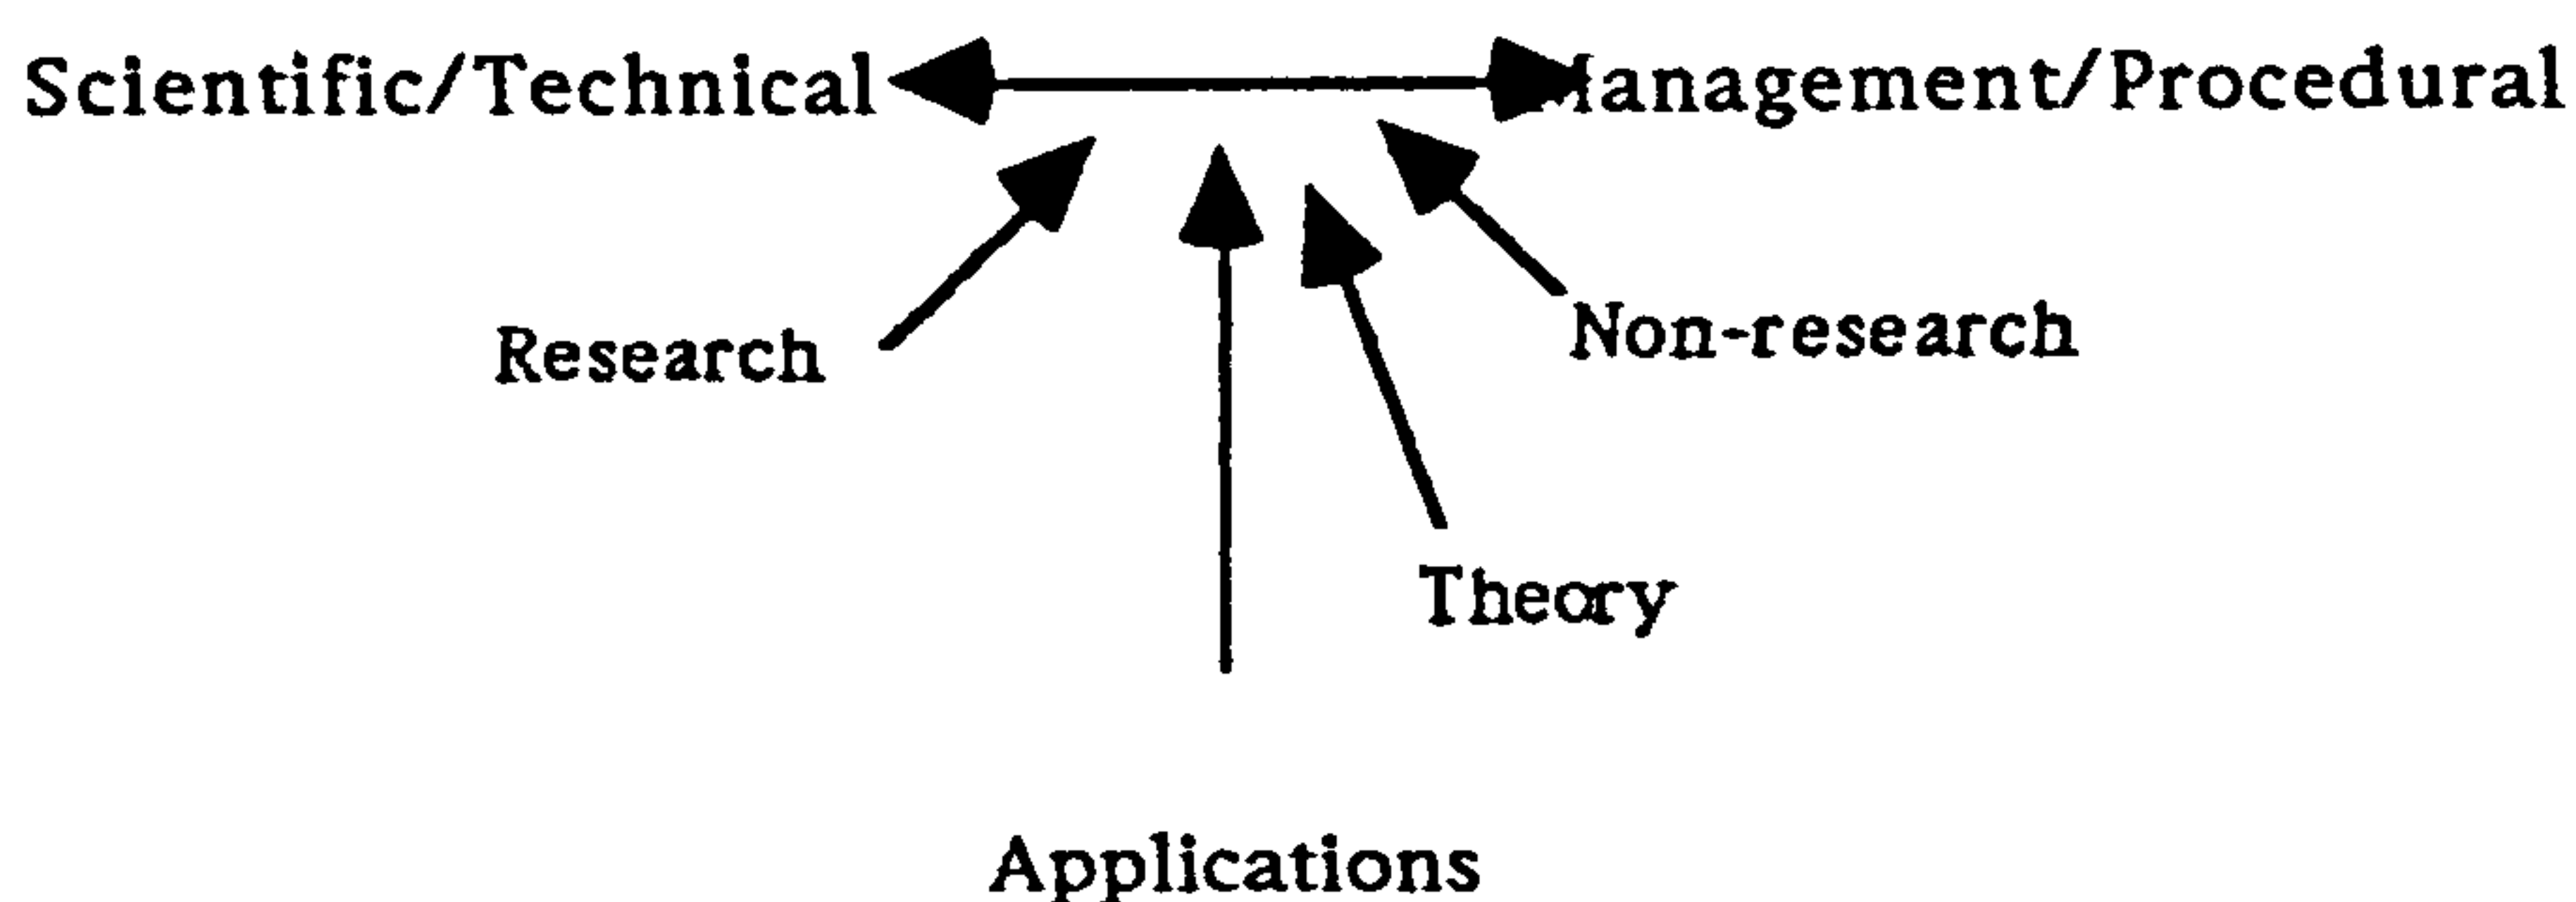 Scientific/Technical Management/Procedural
Research
Non-research
Theory
Applications